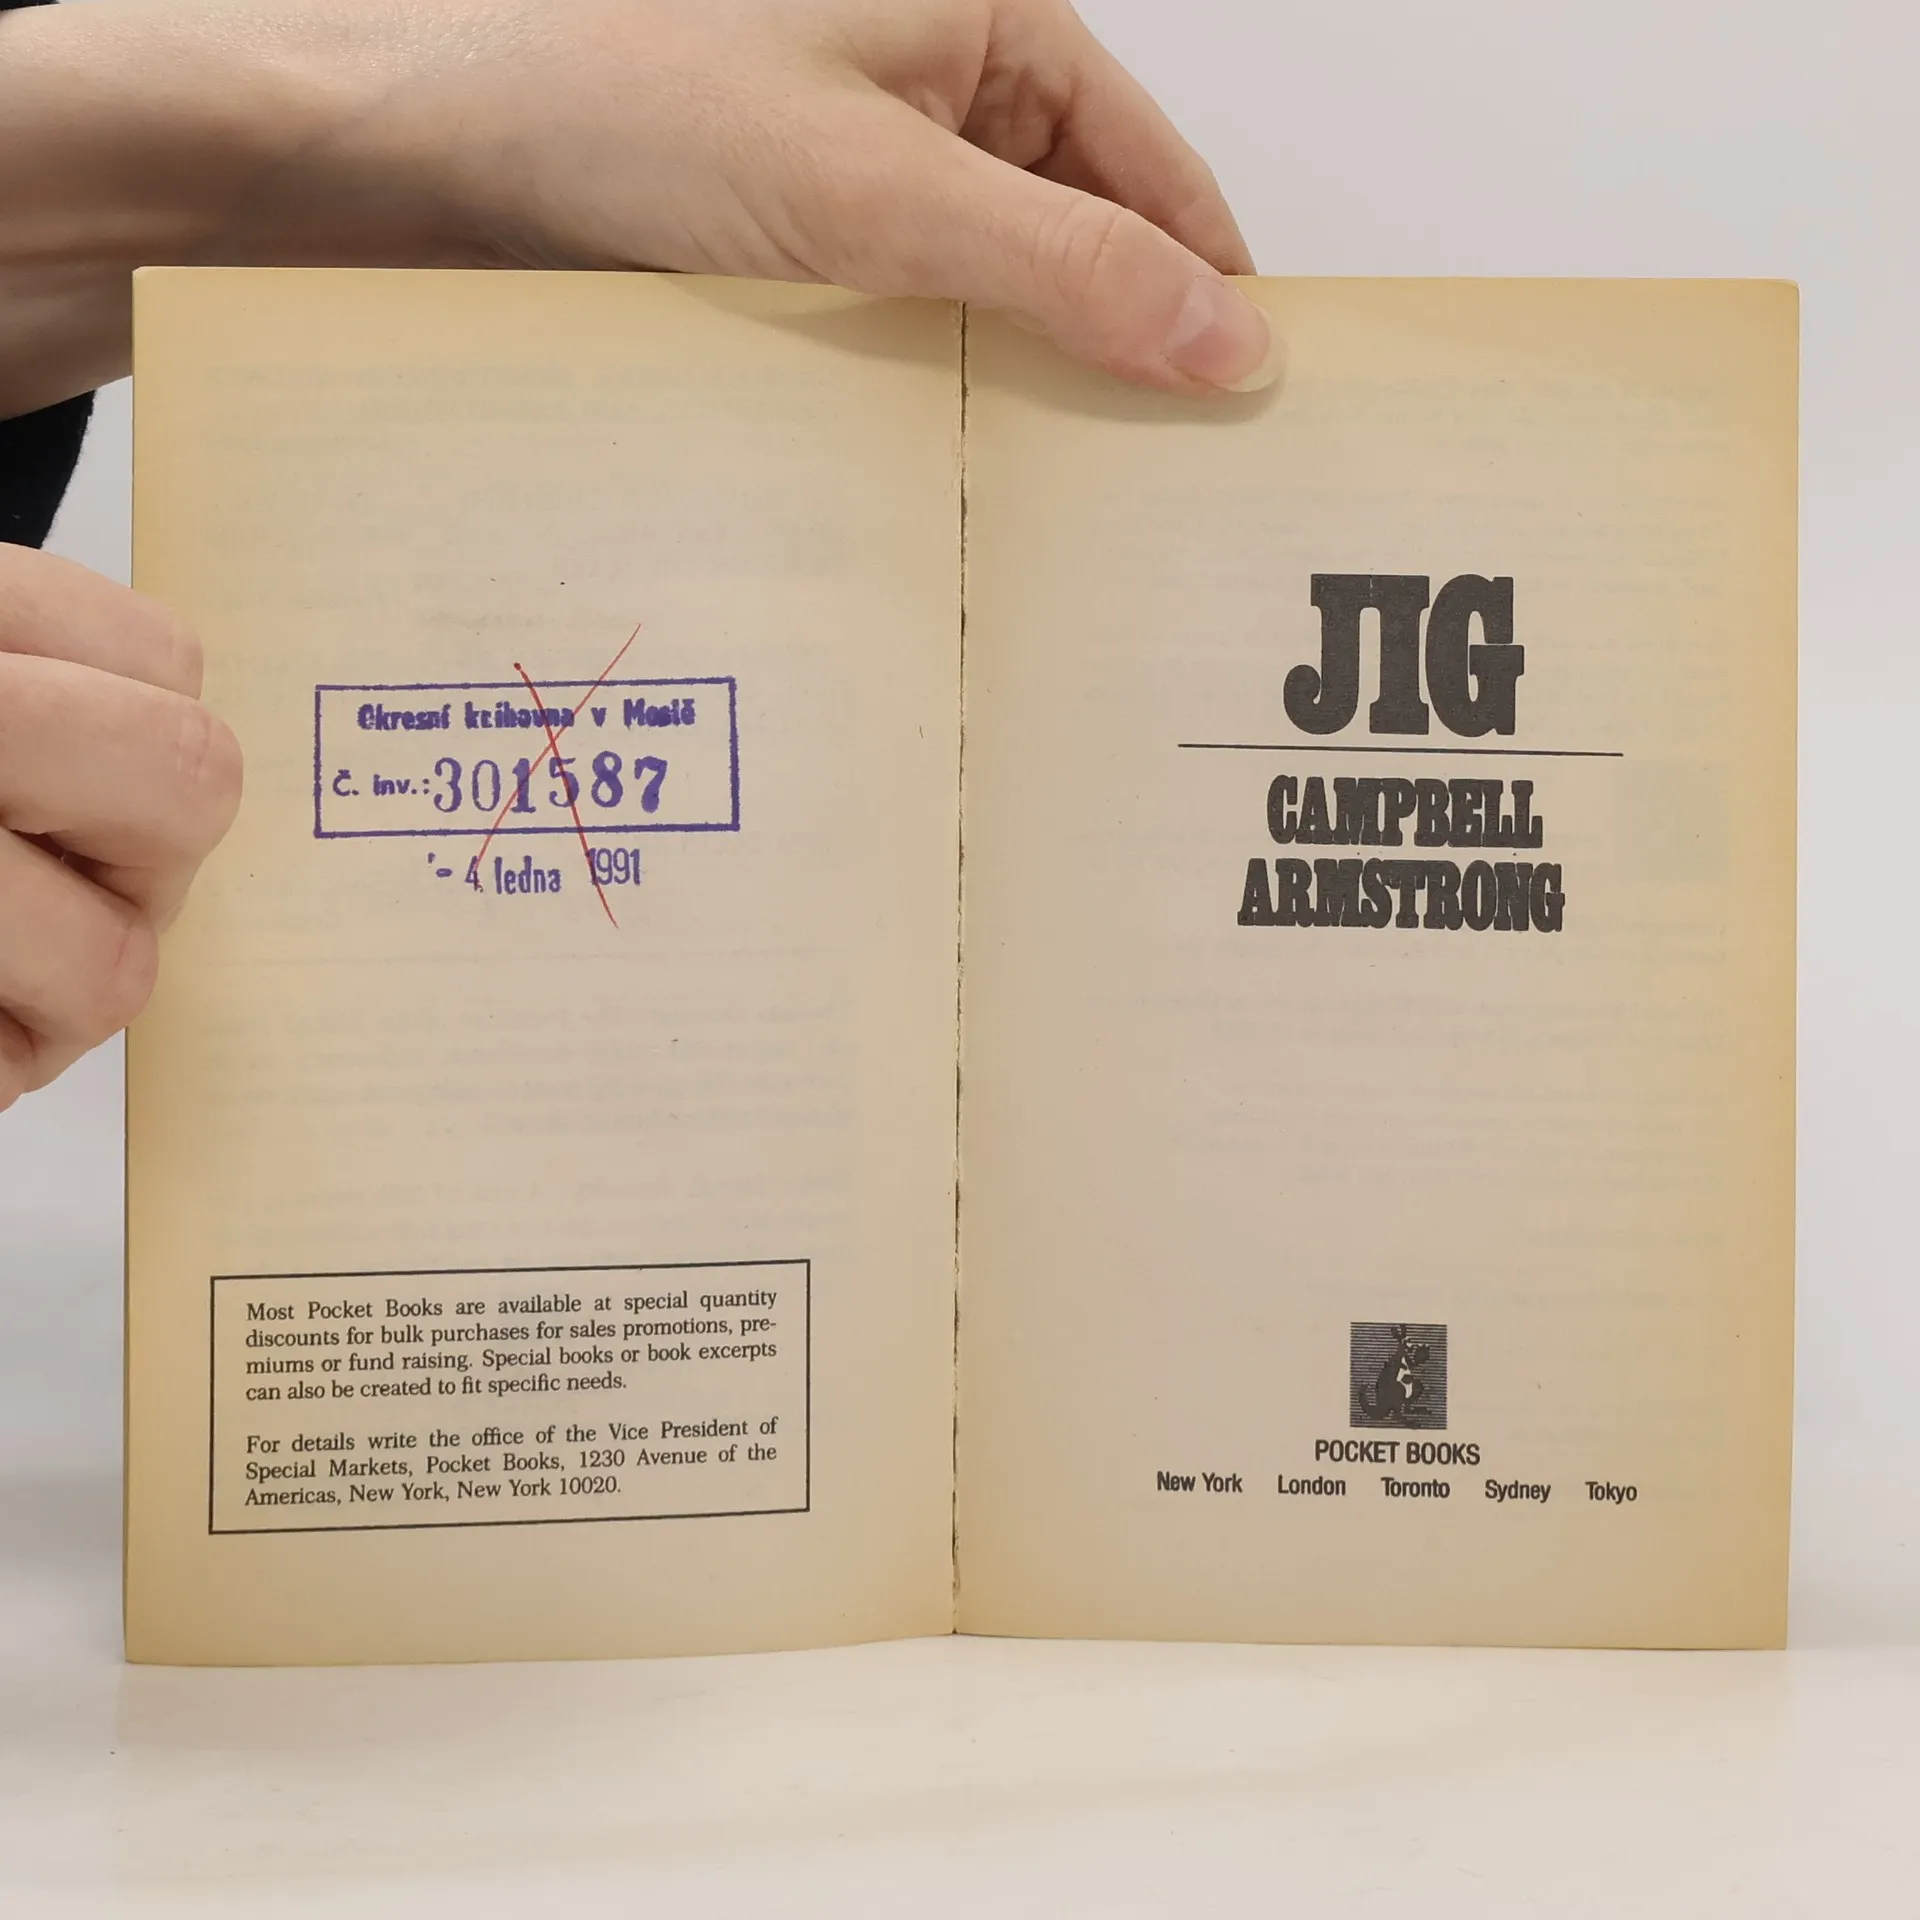 Okresní knihovna v Mostě
Č. inv.: 301587
- 4. ledna 1991
Most Pocket Books are available at special quantity
discounts for bulk purchases for sales promotions, pre-
miums or fund raising. Special books or book excerpts
can also be created to fit specific needs.
For details write the office of the Vice President of
Special Markets, Pocket Books, 1230 Avenue of the
Americas, New York, New York 10020.
JIG
CAMPBELL
ARMSTRONG
POCKET BOOKS
New York London Toronto Sydney Tokyo